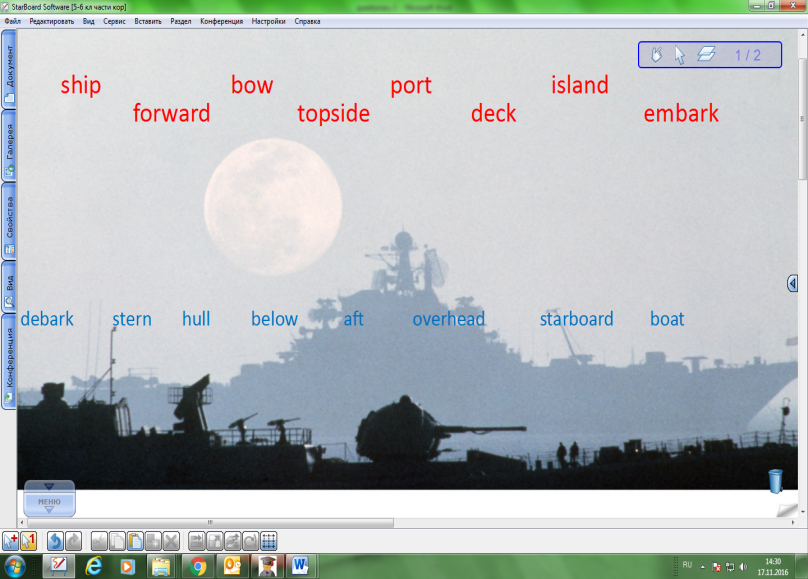 StarBoard Software [5-6 кл части кор]
Файл Редактировать Вид Сервис Вставить Раздел Конференция Настройки Справка
1 / 2
Документ
Галерея
Свойства
Вид
Конференция
ship bow port island
forward topside deck embark
debark stern hull below aft overhead starboard boat
МЕНЮ
RU
14:30
17.11.2016